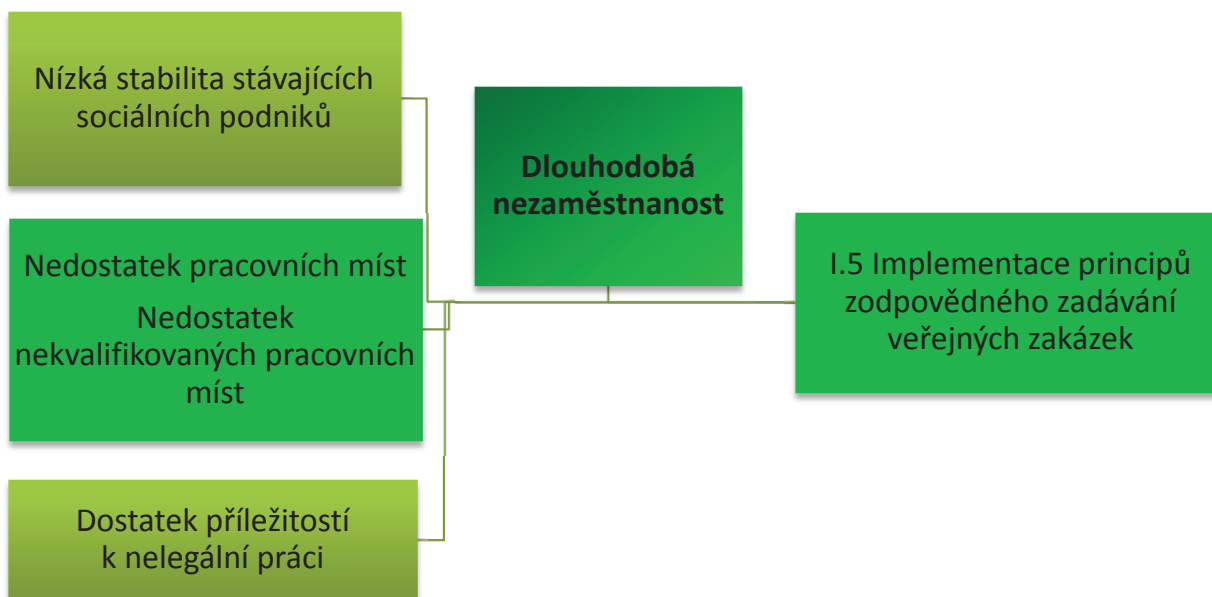 Nízká stabilita stávajících
sociálních podniků
Nedostatek pracovních míst
Nedostatek
nekvalifikovaných pracovních
míst
Dostatek příležitostí
k nelegální práci
Dlouhodobá
nezaměstnanost
I.5 Implementace principů
zodpovědného zadávání
veřejných zakázek